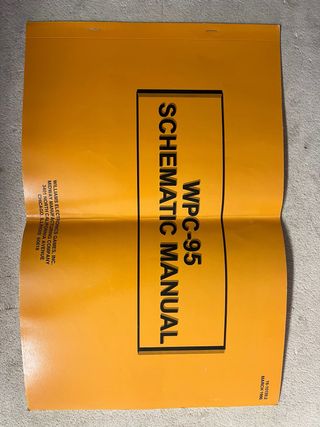 WPC-95
SCHEMATIC MANUAL
WILLIAMS ELECTRONICS GAMES, INC.
MIDWAY MANUFACTURING COMPANY
3401 NORTH CALIFORNIA AVENUE
CHICAGO, ILLINOIS 60618
MARCH 1996